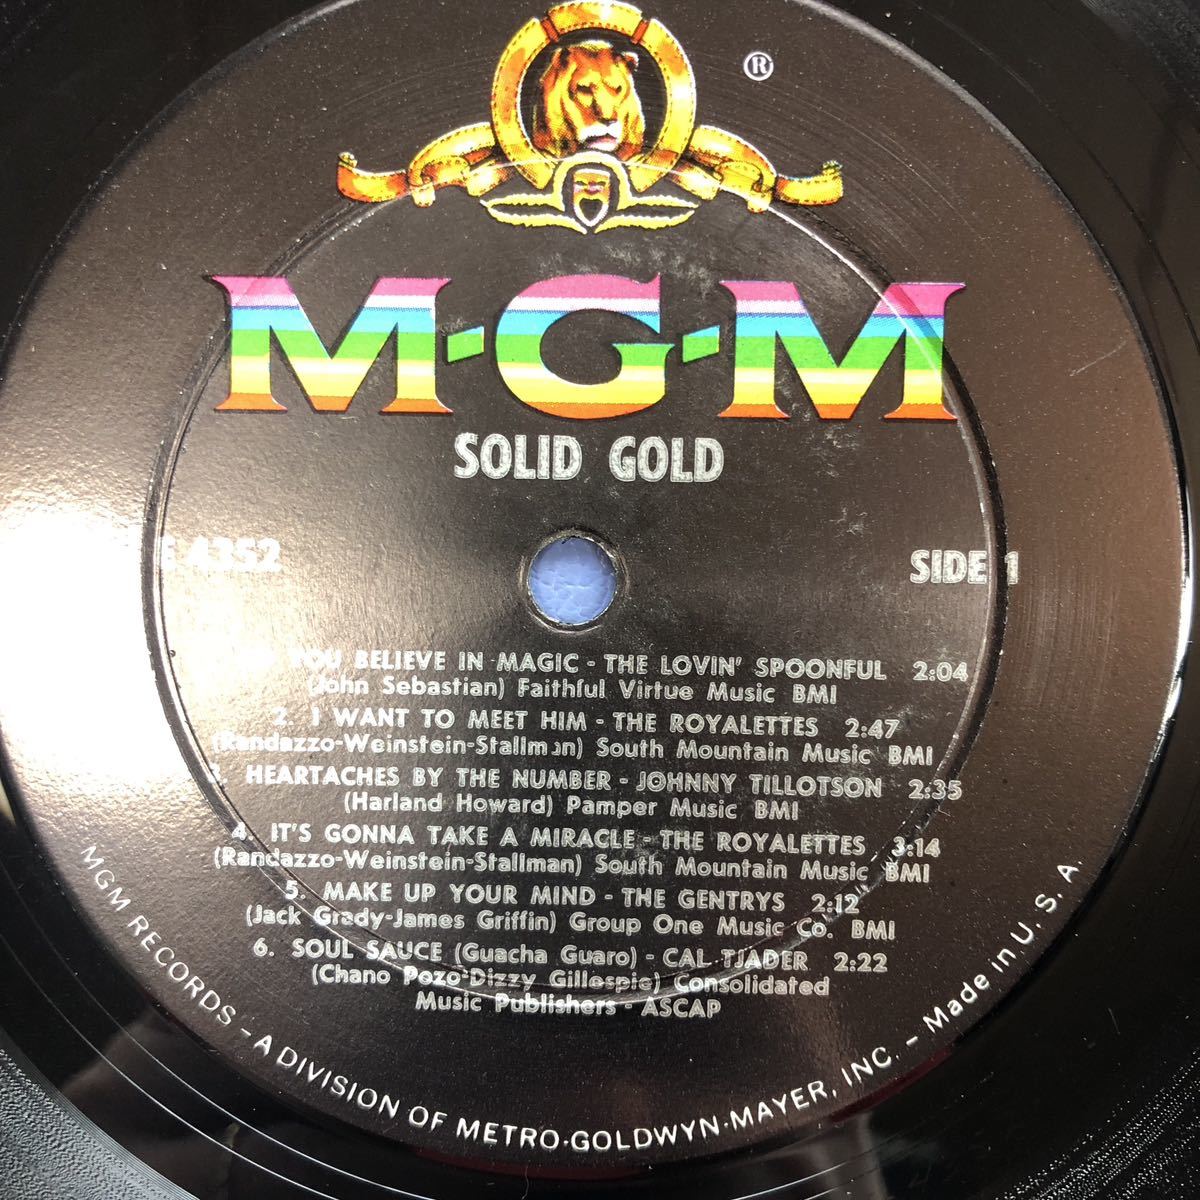 ®
M-G-M
SOLID GOLD
E 4352
SIDE 1
YOU BELIEVE IN MAGIC - THE LOVIN' SPOONFUL 2:04
(John Sebastian) Faithful Virtue Music BMI
2. I WANT TO MEET HIM - THE ROYALETTES 2:47
(Randazzo-Weinstein-Stallman) South Mountain Music BMI
3. HEARTACHES BY THE NUMBER - JOHNNY TILLOTSON 2:35
(Harland Howard) Pamper Music BMI
4. IT'S GONNA TAKE A MIRACLE - THE ROYALETTES 3:14
(Randazzo-Weinstein-Stallman) South Mountain Music BMI
5. MAKE UP YOUR MIND - THE GENTRYS 2:12
(Jack Grady-James Griffin) Group One Music Co. BMI
6. SOUL SAUCE (Guacha Guaro) - CAL TJADER 2:22
(Chano Pozo-Dizzy Gillespie) Consolidated
Music Publishers - ASCAP
MGM RECORDS - A DIVISION OF METRO-GOLDWYN-MAYER, INC. - Made in U. S. A.